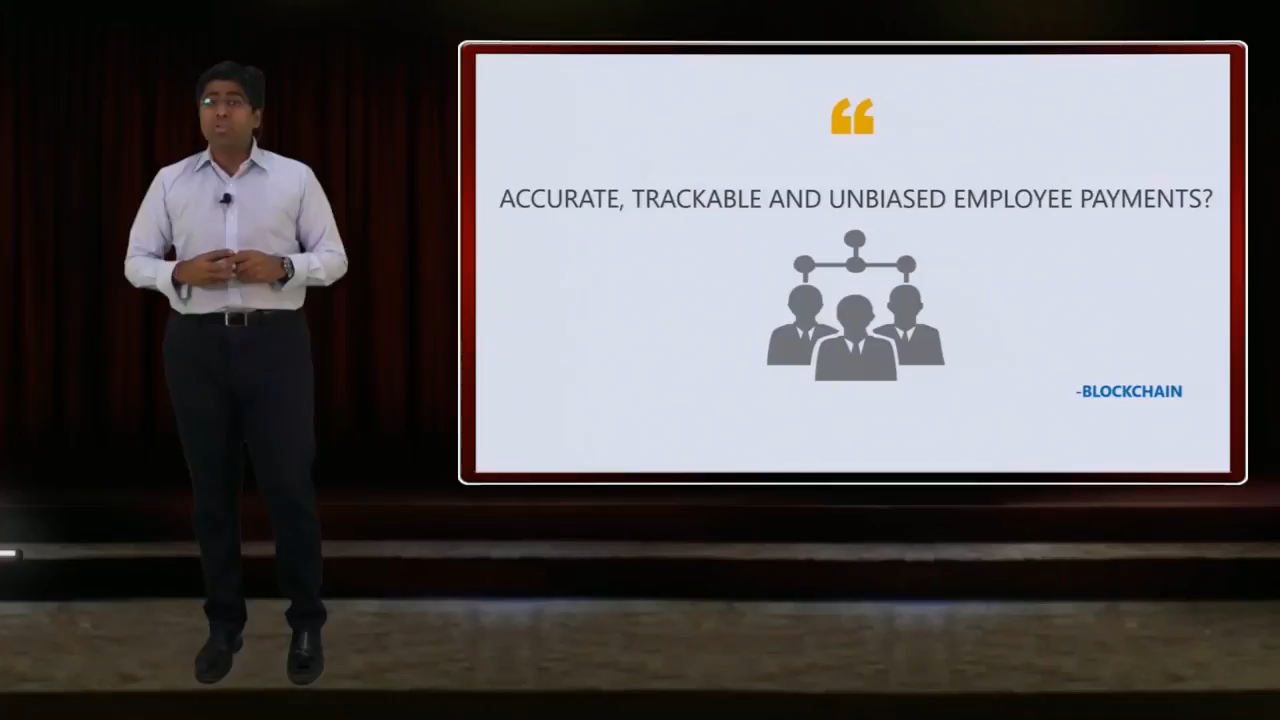 ❝
ACCURATE, TRACKABLE AND UNBIASED EMPLOYEE PAYMENTS?
-BLOCKCHAIN